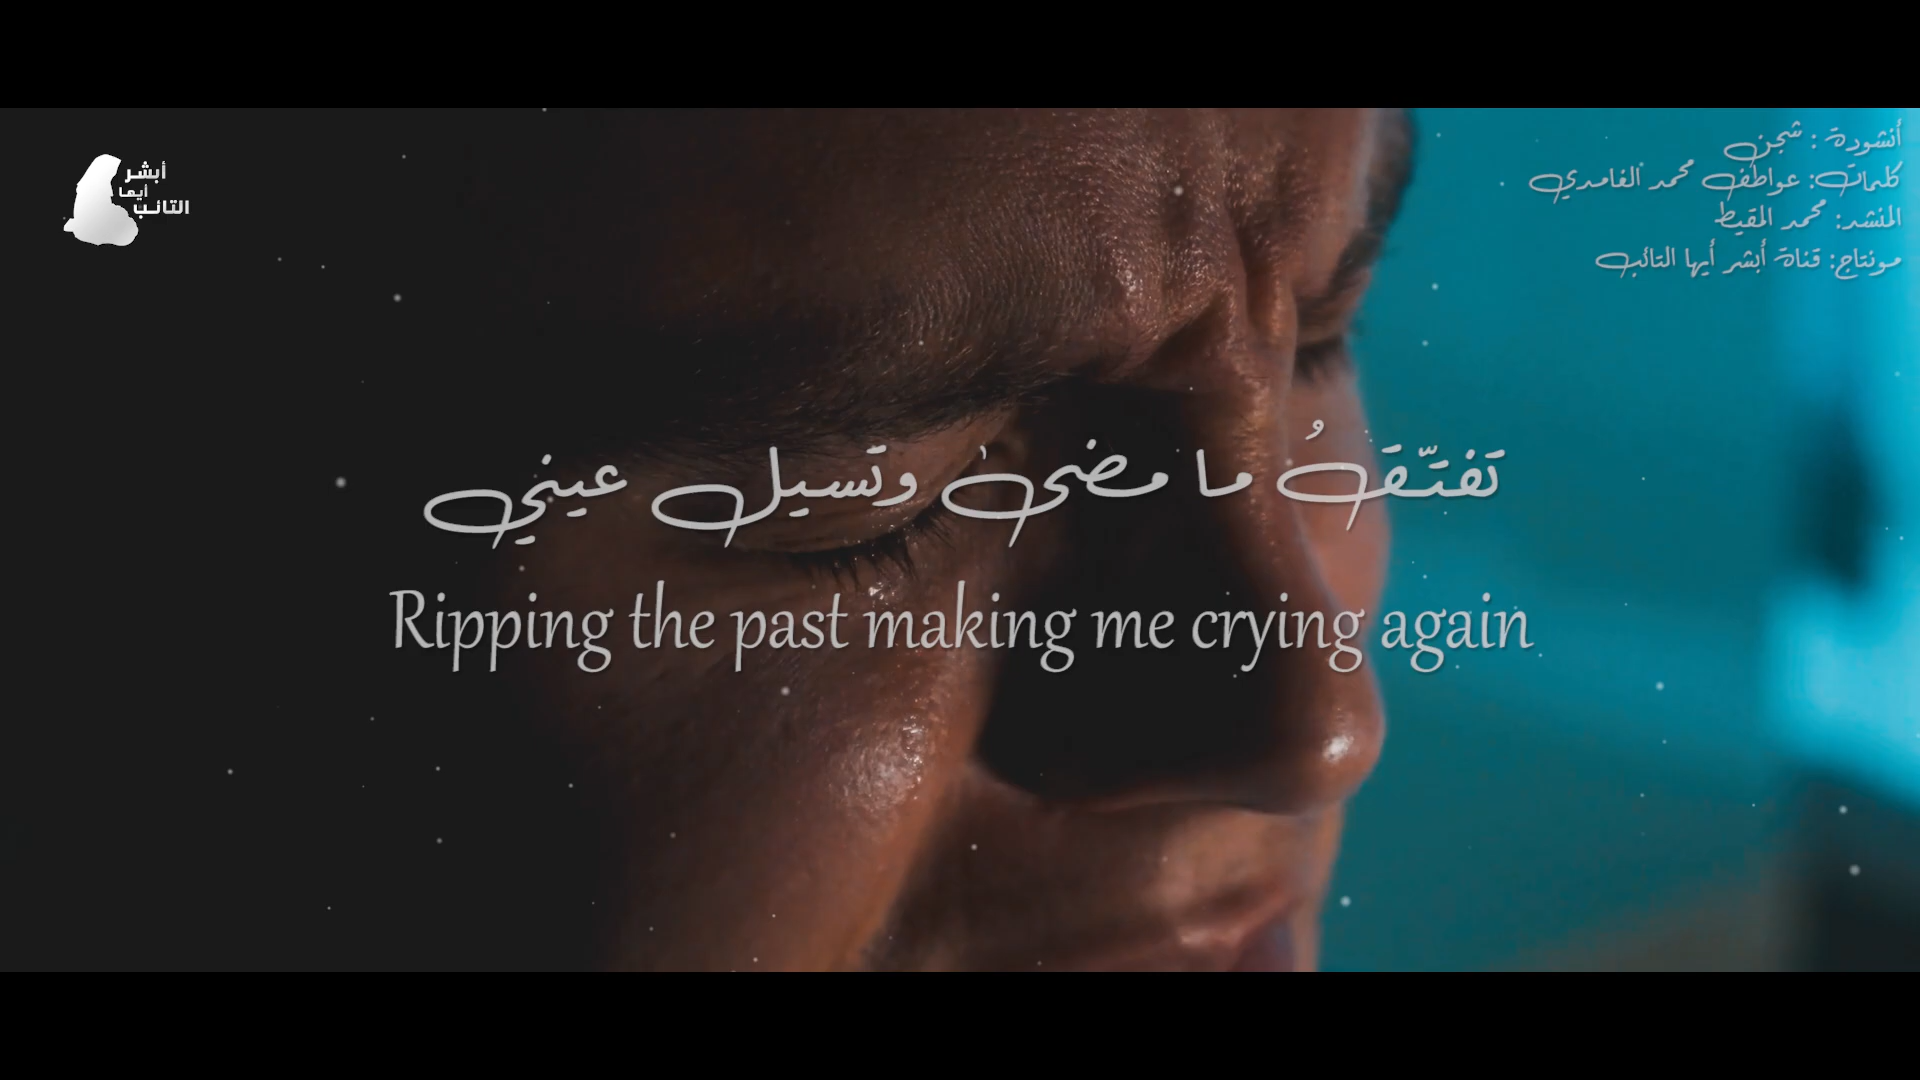 أبشر
أيها
التائب
أنشودة : شجن
كلمات: عواطف محمد الغامدي
المنشد: محمد المقيط
مونتاج: قناة أبشر أيها التائب
تفتّقُ ما مضىٰ وتسيل عيني
Ripping the past making me crying again